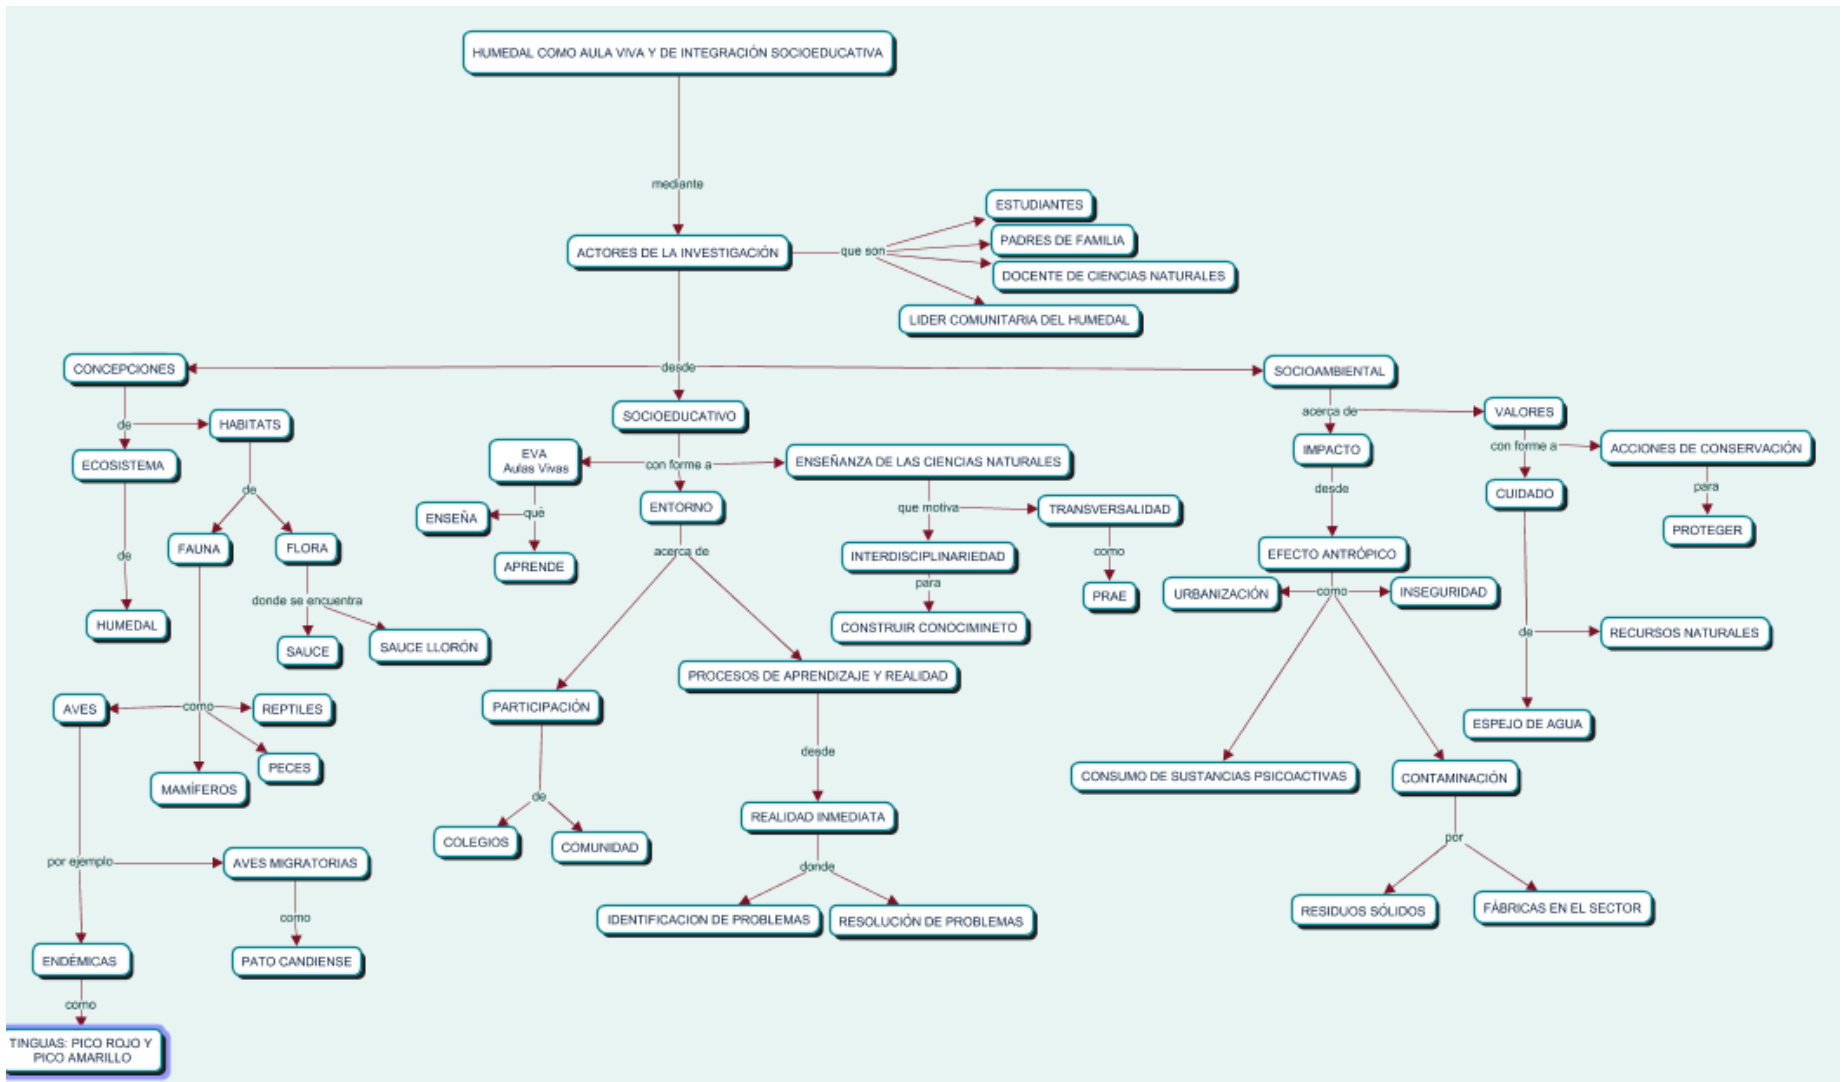 HUMEDAL COMO AULA VIVA Y DE INTEGRACIÓN SOCIOEDUCATIVA
mediante
ACTORES DE LA INVESTIGACIÓN
que son
ESTUDIANTES
PADRES DE FAMILIA
DOCENTE DE CIENCIAS NATURALES
LIDER COMUNITARIA DEL HUMEDAL
desde
CONCEPCIONES
de
HABITATS
ECOSISTEMA
de
HUMEDAL
de
FAUNA
FLORA
donde se encuentra
SAUCE
SAUCE LLORÓN
como
AVES
REPTILES
PECES
MAMÍFEROS
por ejemplo
AVES MIGRATORIAS
como
PATO CANDIENSE
ENDÉMICAS
como
TINGUAS: PICO ROJO Y
PICO AMARILLO
SOCIOEDUCATIVO
con forme a
EVA
Aulas Vivas
qué
ENSEÑA
APRENDE
ENSEÑANZA DE LAS CIENCIAS NATURALES
que motiva
TRANSVERSALIDAD
como
PRAE
INTERDISCIPLINARIEDAD
para
CONSTRUIR CONOCIMINETO
ENTORNO
acerca de
PARTICIPACIÓN
de
COLEGIOS
COMUNIDAD
PROCESOS DE APRENDIZAJE Y REALIDAD
desde
REALIDAD INMEDIATA
donde
IDENTIFICACION DE PROBLEMAS
RESOLUCIÓN DE PROBLEMAS
SOCIOAMBIENTAL
acerca de
VALORES
IMPACTO
desde
EFECTO ANTRÓPICO
como
URBANIZACIÓN
INSEGURIDAD
CONSUMO DE SUSTANCIAS PSICOACTIVAS
CONTAMINACIÓN
por
RESIDUOS SÓLIDOS
FÁBRICAS EN EL SECTOR
con forme a
ACCIONES DE CONSERVACIÓN
para
PROTEGER
CUIDADO
de
RECURSOS NATURALES
ESPEJO DE AGUA